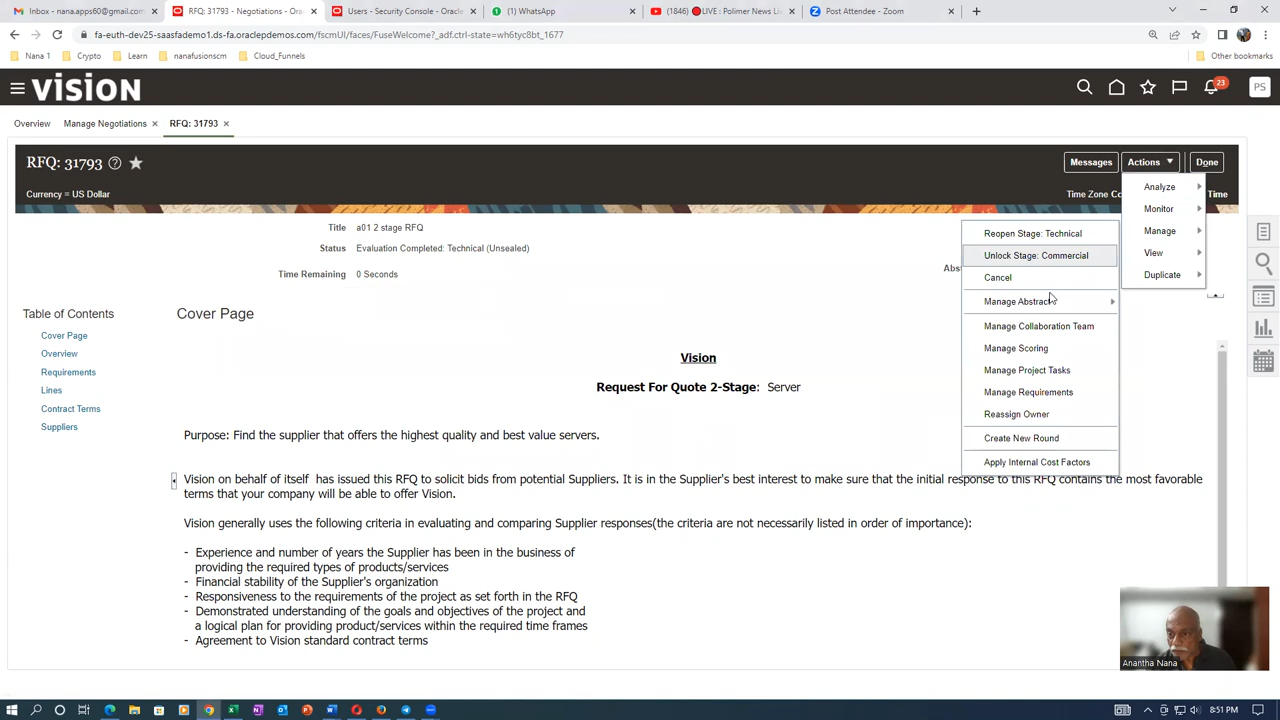 Inbox - nana.apps60@gmail.com
RFQ: 31793 - Negotiations - Ora
Users - Security Console - Oracle
(1) WhatsApp
(1846) 🔴LIVE : Polimer News Li
Post Attendee - Zoom
fa-euth-dev25-saasfademo1.ds-fa.oraclepdemos.com/fscmUI/faces/FuseWelcome?_adf.ctrl-state=wh6tyc8bt_1677
Nana 1
Crypto
Learn
nanafusionscm
Cloud_Funnels
Other bookmarks
VISION
23
PS
Overview
Manage Negotiations
RFQ: 31793
RFQ: 31793
Messages
Actions
Done
Currency = US Dollar
Time Zone Co
Time
Analyze
Monitor
Manage
View
Duplicate
Title a01 2 stage RFQ
Status Evaluation Completed: Technical (Unsealed)
Time Remaining 0 Seconds
Abs
Reopen Stage: Technical
Unlock Stage: Commercial
Cancel
Manage Abstract
Manage Collaboration Team
Manage Scoring
Manage Project Tasks
Manage Requirements
Reassign Owner
Create New Round
Apply Internal Cost Factors
Table of Contents
Cover Page
Overview
Requirements
Lines
Contract Terms
Suppliers
Cover Page
Vision
Request For Quote 2-Stage: Server
Purpose: Find the supplier that offers the highest quality and best value servers.
Vision on behalf of itself has issued this RFQ to solicit bids from potential Suppliers. It is in the Supplier's best interest to make sure that the initial response to this RFQ contains the most favorable
terms that your company will be able to offer Vision.
Vision generally uses the following criteria in evaluating and comparing Supplier responses(the criteria are not necessarily listed in order of importance):
- Experience and number of years the Supplier has been in the business of
providing the required types of products/services
- Financial stability of the Supplier's organization
- Responsiveness to the requirements of the project as set forth in the RFQ
- Demonstrated understanding of the goals and objectives of the project and
a logical plan for providing product/services within the required time frames
- Agreement to Vision standard contract terms
Anantha Nana
8:51 PM